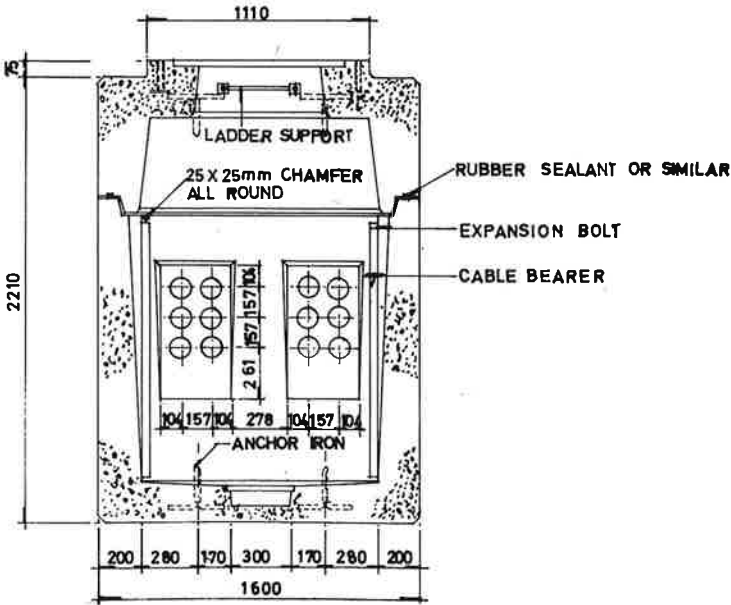 1110
75
LADDER SUPPORT
25 X 25mm CHAMFER
ALL ROUND
RUBBER SEALANT OR SIMILAR
EXPANSION BOLT
CABLE BEARER
2210
104
157
157
261
104 157 104 278 104 157 104
ANCHOR IRON
200 280 170 300 170 280 200
1600